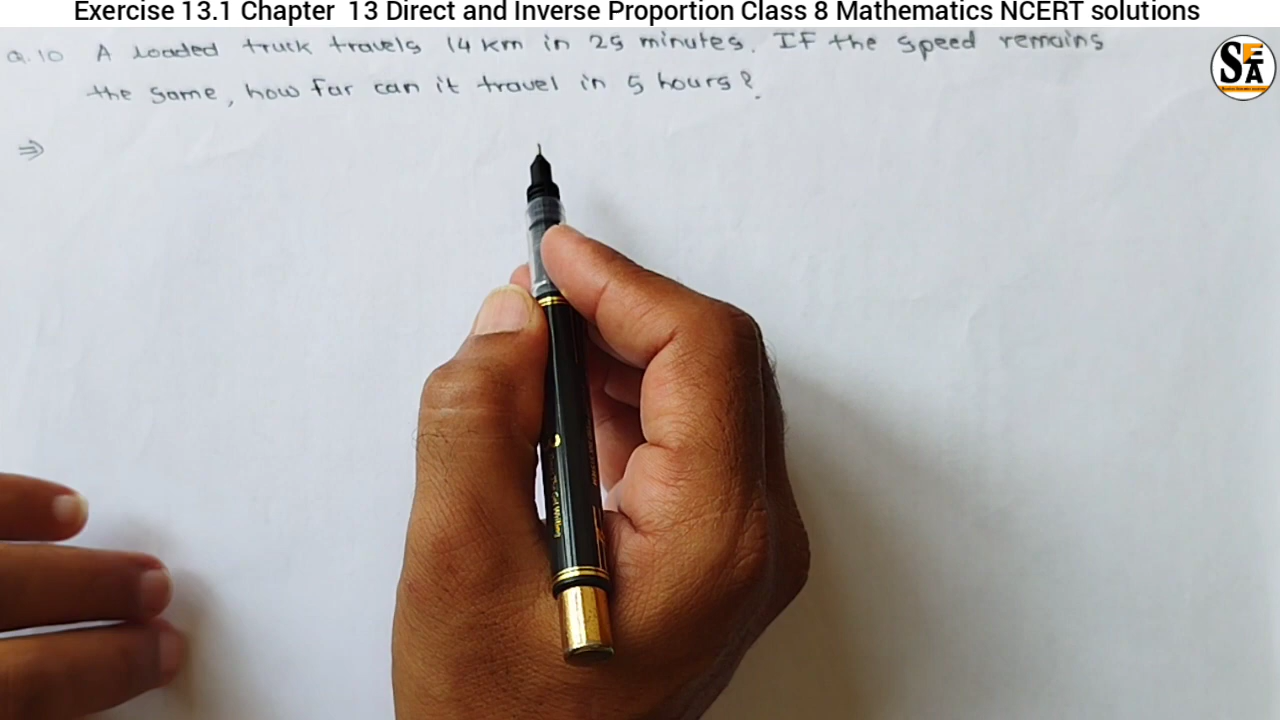 Exercise 13.1 Chapter 13 Direct and Inverse Proportion Class 8 Mathematics NCERT solutions
Q.10 A loaded truck travels 14 km in 25 minutes. If the speed remains
the same, how far can it travel in 5 hours?
⇒
SFEA